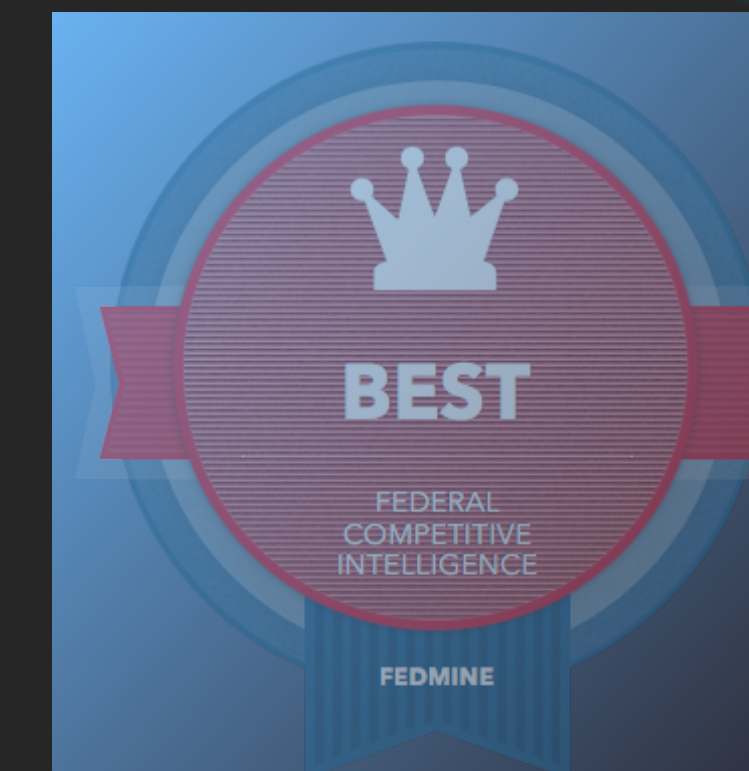 BEST
FEDERAL
COMPETITIVE
INTELLIGENCE
FEDMINE